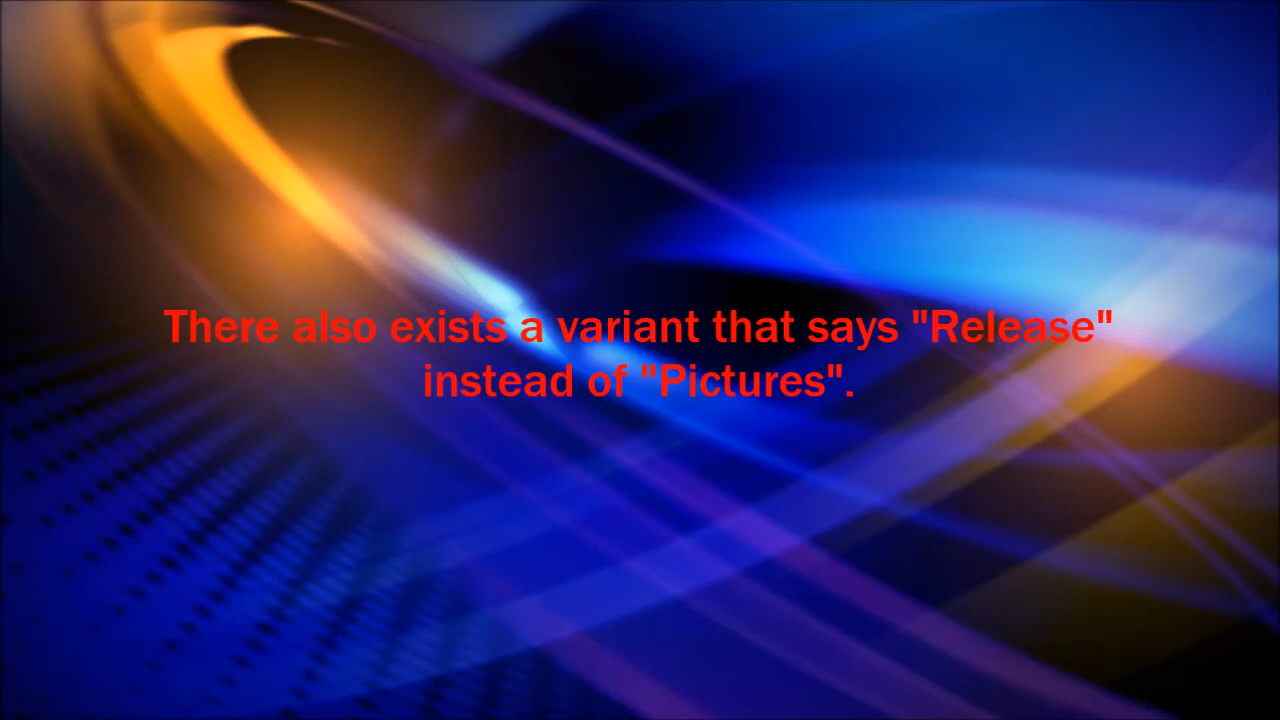 There also exists a variant that says "Release"
instead of "Pictures".